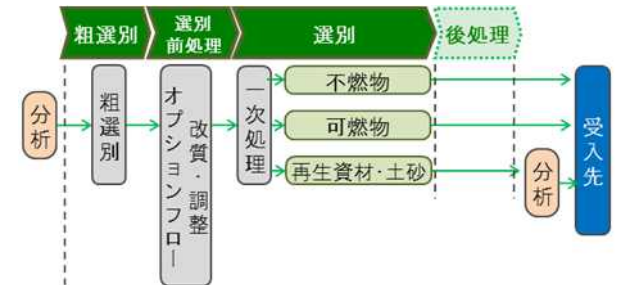 粗選別
選別
前処理
選別
後処理
分析
粗選別
オプションフロー
改質・調整
一次処理
不燃物
可燃物
再生資材・土砂
分析
受入先